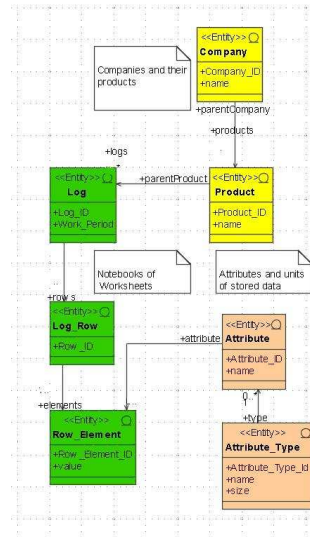 <<Entity>>
Company
+Company_ID
+name
Companies and their
products
+parentCompany
+products
+logs
<<Entity>>
Log
+Log_ID
+Work_Period
+parentProduct
<<Entity>>
Product
+Product_ID
+name
Notebooks of
Worksheets
Attributes and units
of stored data
+rows
<<Entity>>
Log_Row
+Row_ID
+attribute
<<Entity>>
Attribute
+Attribute_ID
+name
0..
+elements
<<Entity>>
Row_Element
+Row_Element_ID
+value
+type
<<Entity>>
Attribute_Type
+Attribute_Type_Id
+name
+size